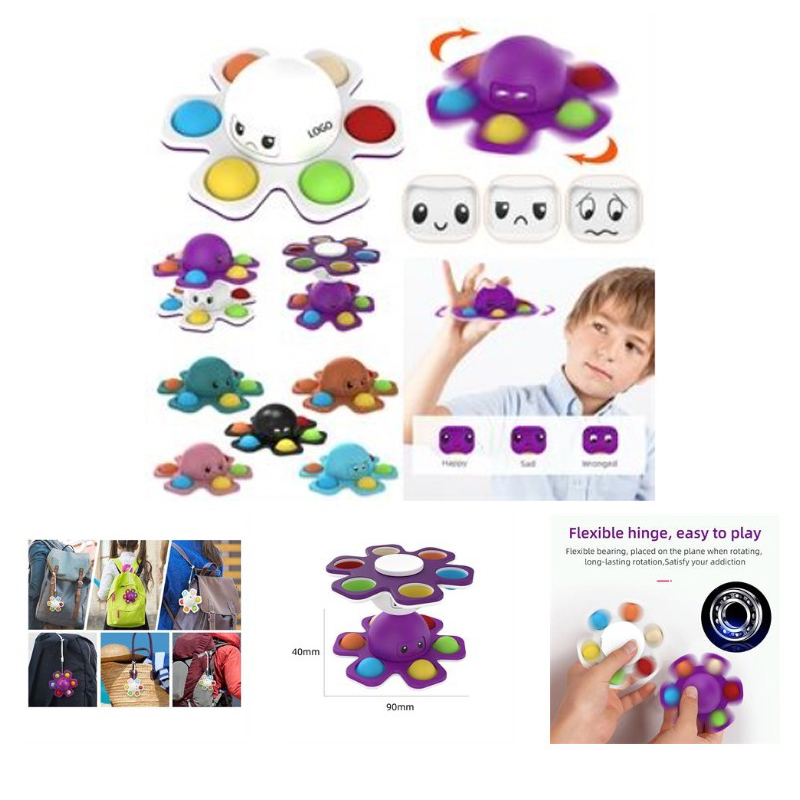 LOGO
Happy
Sad
Wronged
Flexible hinge, easy to play
Flexible bearing, placed on the plane when rotating,
long-lasting rotation,Satisfy your addiction
40mm
90mm